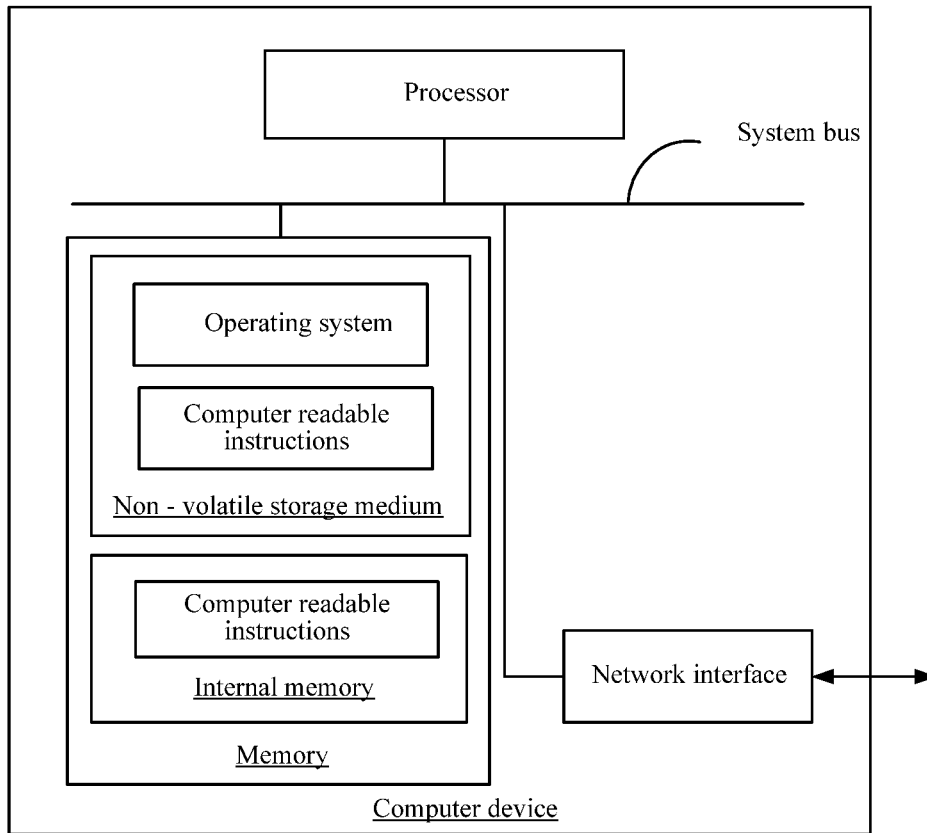 Processor
System bus
Operating system
Computer readable
instructions
Non - volatile storage medium
Computer readable
instructions
Internal memory
Network interface
Memory
Computer device